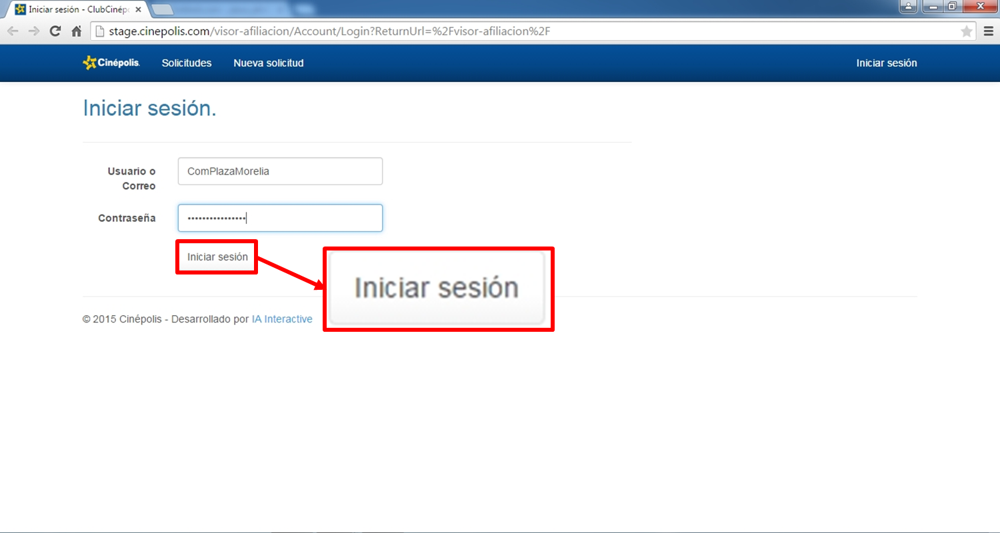 Iniciar sesión - ClubCinépo
stage.cinepolis.com/visor-afiliacion/Account/Login?ReturnUrl=%2Fvisor-afiliacion%2F
Cinépolis. Solicitudes Nueva solicitud Iniciar sesión
Iniciar sesión.
Usuario o
Correo
ComPlazaMorelia
Contraseña ••••••••••••••••
Iniciar sesión
Iniciar sesión
© 2015 Cinépolis - Desarrollado por IA Interactive